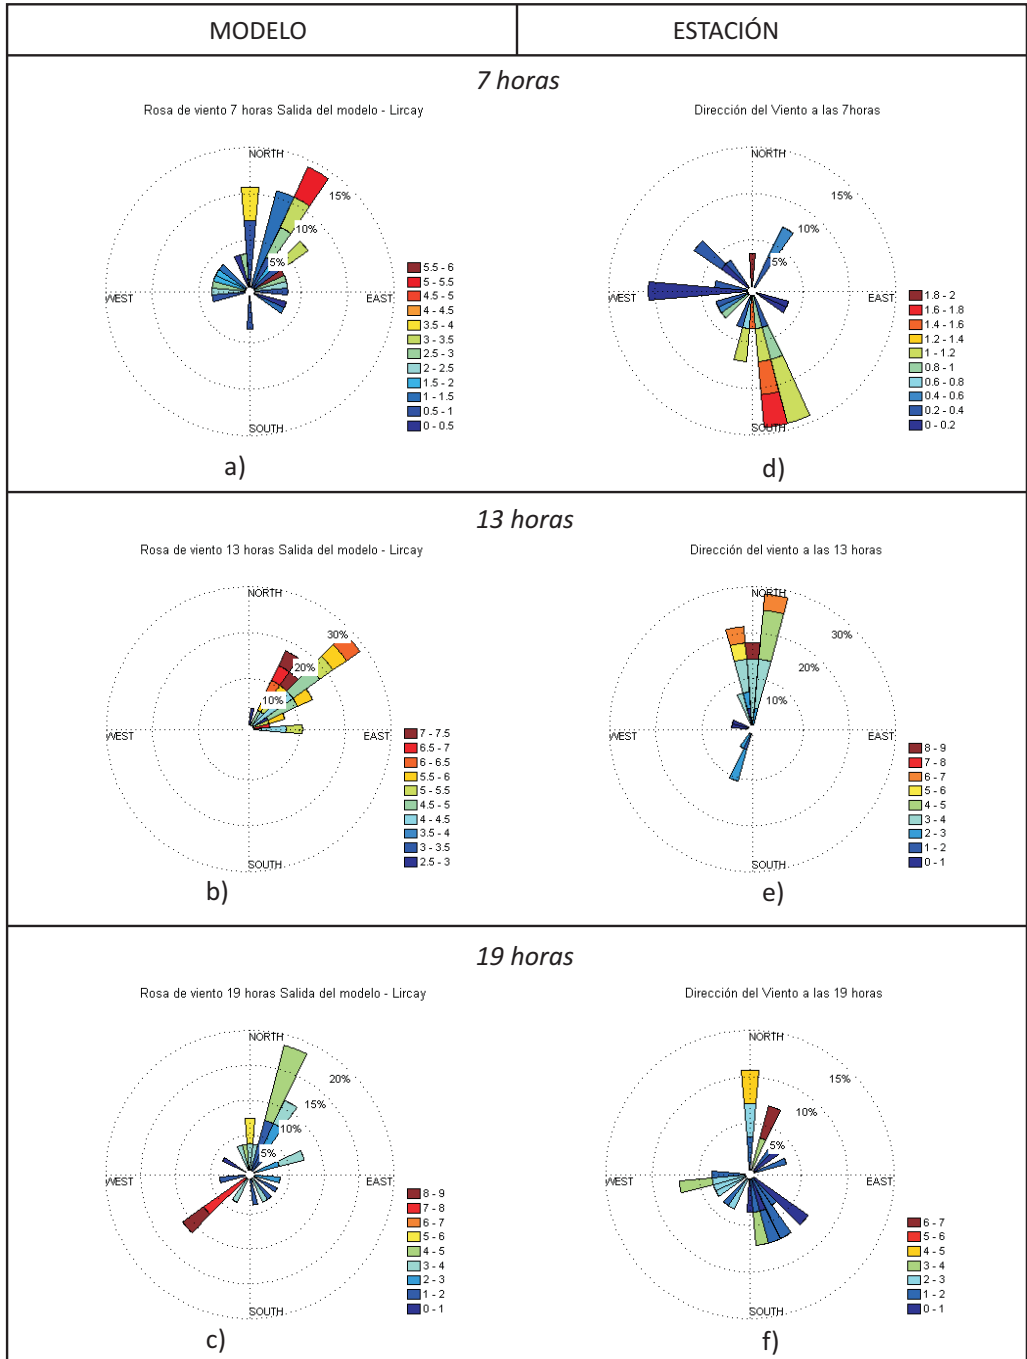 MODELO
ESTACIÓN
7 horas
Rosa de viento 7 horas Salida del modelo - Lircay
NORTH
15%
10%
5%
WEST
EAST
SOUTH
5.5 - 6
5 - 5.5
4.5 - 5
4 - 4.5
3.5 - 4
3 - 3.5
2.5 - 3
2 - 2.5
1.5 - 2
1 - 1.5
0.5 - 1
0 - 0.5
a)
Dirección del Viento a las 7horas
NORTH
15%
10%
5%
WEST
EAST
SOUTH
1.8 - 2
1.6 - 1.8
1.4 - 1.6
1.2 - 1.4
1 - 1.2
0.8 - 1
0.6 - 0.8
0.4 - 0.6
0.2 - 0.4
0 - 0.2
d)
13 horas
Rosa de viento 13 horas Salida del modelo - Lircay
NORTH
30%
20%
10%
WEST
EAST
SOUTH
7 - 7.5
6.5 - 7
6 - 6.5
5.5 - 6
5 - 5.5
4.5 - 5
4 - 4.5
3.5 - 4
3 - 3.5
2.5 - 3
b)
Dirección del viento a las 13 horas
NORTH
30%
20%
10%
WEST
EAST
SOUTH
8 - 9
7 - 8
6 - 7
5 - 6
4 - 5
3 - 4
2 - 3
1 - 2
0 - 1
e)
19 horas
Rosa de viento 19 horas Salida del modelo - Lircay
NORTH
20%
15%
10%
5%
WEST
EAST
SOUTH
8 - 9
7 - 8
6 - 7
5 - 6
4 - 5
3 - 4
2 - 3
1 - 2
0 - 1
c)
Dirección del Viento a las 19 horas
NORTH
15%
10%
5%
WEST
EAST
SOUTH
6 - 7
5 - 6
4 - 5
3 - 4
2 - 3
1 - 2
0 - 1
f)